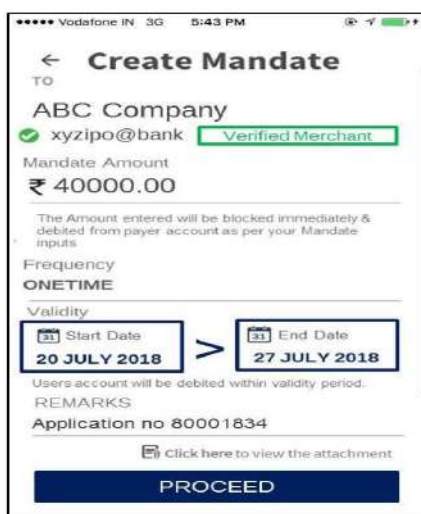 Vodafone IN 3G 5:43 PM
← Create Mandate
TO
ABC Company
xyzipo@bank Verified Merchant
Mandate Amount
₹ 40000.00
The Amount entered will be blocked immediately &
debited from payer account as per your Mandate
inputs
Frequency
ONETIME
Validity
31 Start Date > 31 End Date
20 JULY 2018 27 JULY 2018
Users account will be debited within validity period.
REMARKS
Application no 80001834
Click here to view the attachment
PROCEED